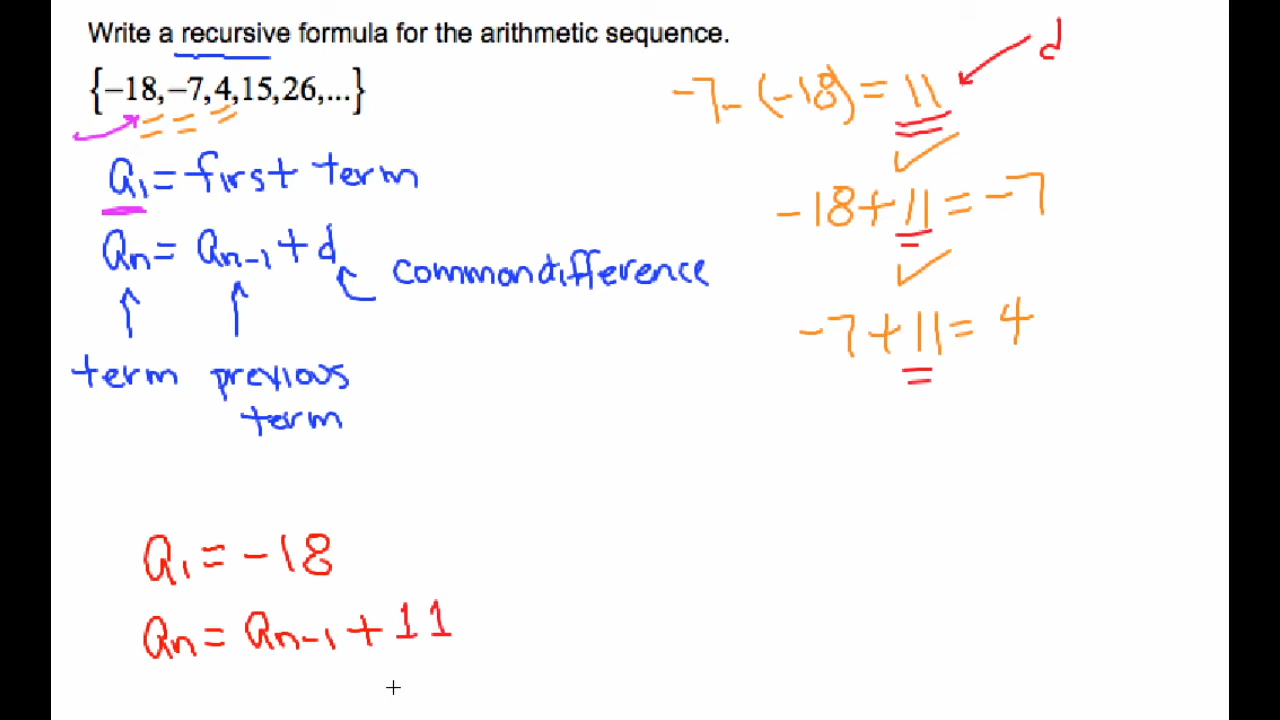 Write a recursive formula for the arithmetic sequence.
{−18,−7,4,15,26,...}
a1 = first term
an = an-1 + d
common difference
term previous
term
-7 - (-18) = 11
d
-18 + 11 = -7
-7 + 11 = 4
a1 = -18
an = an-1 + 11